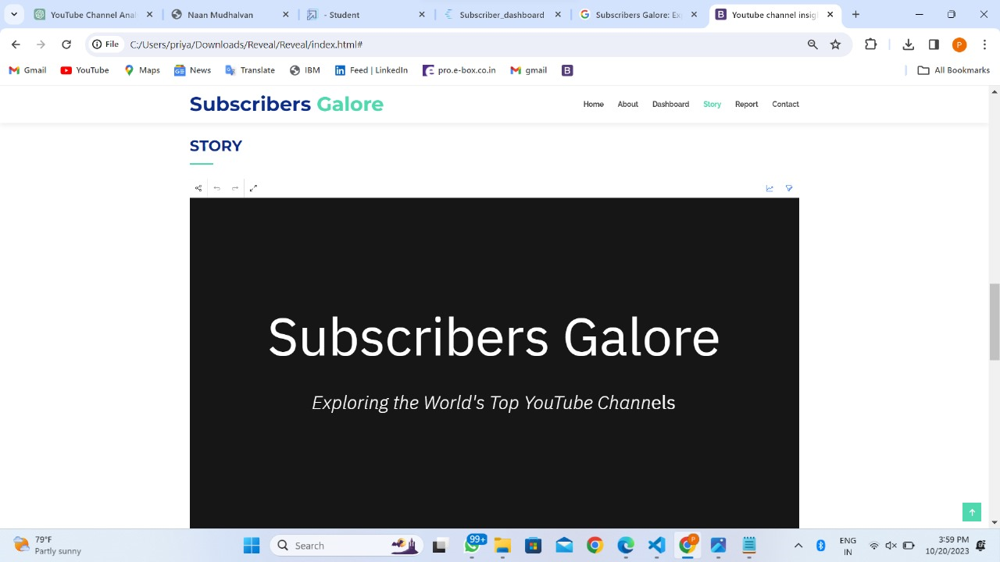 YouTube Channel Anal
Naan Mudhalvan
- Student
Subscriber_dashboard
Subscribers Galore: Exp
Youtube channel insig
File
C:/Users/priya/Downloads/Reveal/Reveal/index.html#
Gmail
YouTube
Maps
News
Translate
IBM
Feed | LinkedIn
pro.e-box.co.in
gmail
All Bookmarks
Subscribers Galore
Home
About
Dashboard
Story
Report
Contact
STORY
Subscribers Galore
Exploring the World's Top YouTube Channels
79°F
Partly sunny
Search
99+
ENG
IN
3:59 PM
10/20/2023